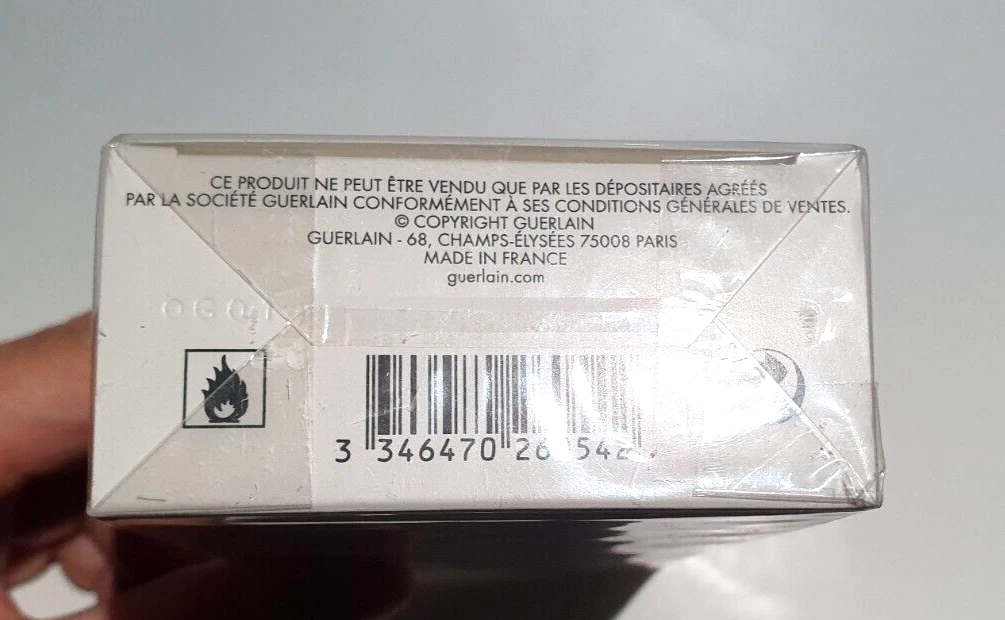 CE PRODUIT NE PEUT ÊTRE VENDU QUE PAR LES DÉPOSITAIRES AGRÉÉS
PAR LA SOCIÉTÉ GUERLAIN CONFORMÉMENT À SES CONDITIONS GÉNÉRALES DE VENTES.
© COPYRIGHT GUERLAIN
GUERLAIN - 68, CHAMPS-ÉLYSÉES 75008 PARIS
MADE IN FRANCE
guerlain.com
3 346470